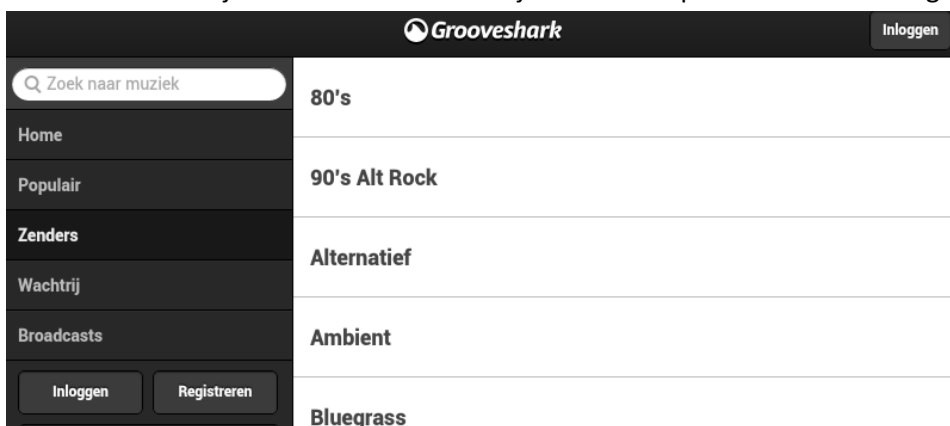 Grooveshark
Inloggen
Zoek naar muziek
Home
Populair
Zenders
Wachtrij
Broadcasts
Inloggen
Registreren
80's
90's Alt Rock
Alternatief
Ambient
Bluegrass